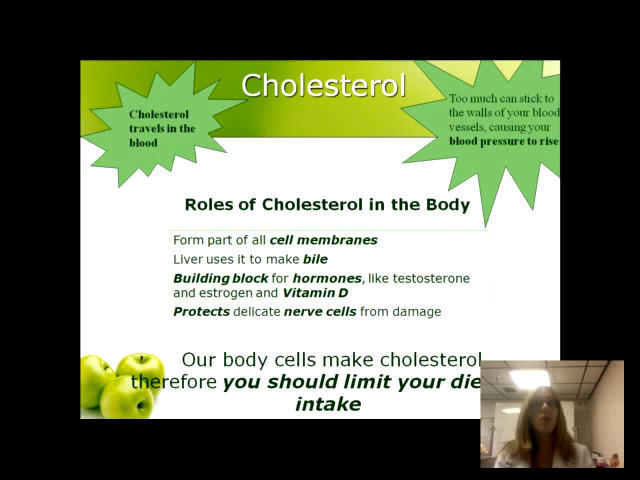 Cholesterol
Cholesterol
travels in the
blood
Too much can stick to
the walls of your blood
vessels, causing your
blood pressure to rise
Roles of Cholesterol in the Body
Form part of all cell membranes
Liver uses it to make bile
Building block for hormones, like testosterone
and estrogen and Vitamin D
Protects delicate nerve cells from damage
Our body cells make cholesterol
therefore you should limit your die
intake